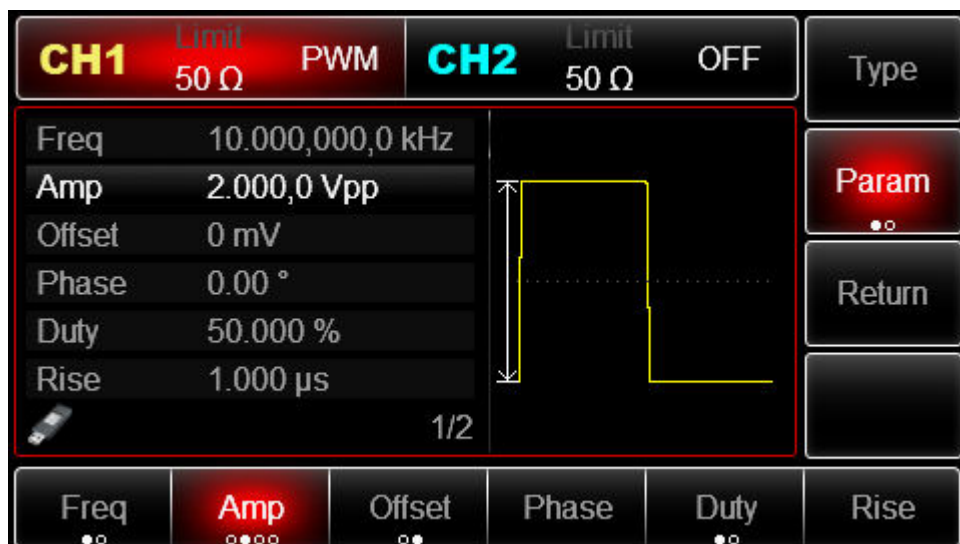 CH1 Limit 50 Ω PWM
CH2 Limit 50 Ω OFF
Type
Freq 10.000,000,0 kHz
Amp 2.000,0 Vpp
Offset 0 mV
Phase 0.00 °
Duty 50.000 %
Rise 1.000 µs
1/2
Param
Return
Freq Amp Offset Phase Duty Rise